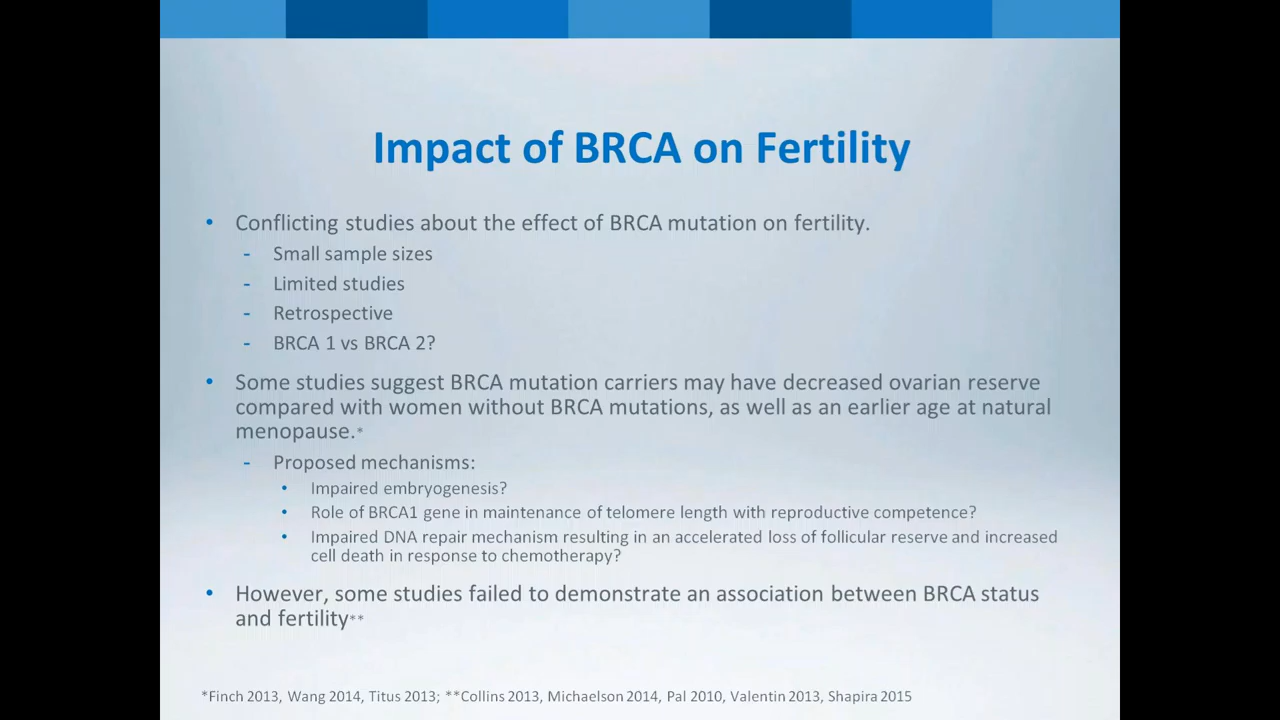 Impact of BRCA on Fertility
• Conflicting studies about the effect of BRCA mutation on fertility.
- Small sample sizes
- Limited studies
- Retrospective
- BRCA 1 vs BRCA 2?
• Some studies suggest BRCA mutation carriers may have decreased ovarian reserve
compared with women without BRCA mutations, as well as an earlier age at natural
menopause.*
- Proposed mechanisms:
• Impaired embryogenesis?
• Role of BRCA1 gene in maintenance of telomere length with reproductive competence?
• Impaired DNA repair mechanism resulting in an accelerated loss of follicular reserve and increased
cell death in response to chemotherapy?
• However, some studies failed to demonstrate an association between BRCA status
and fertility**
*Finch 2013, Wang 2014, Titus 2013; **Collins 2013, Michaelson 2014, Pal 2010, Valentin 2013, Shapira 2015